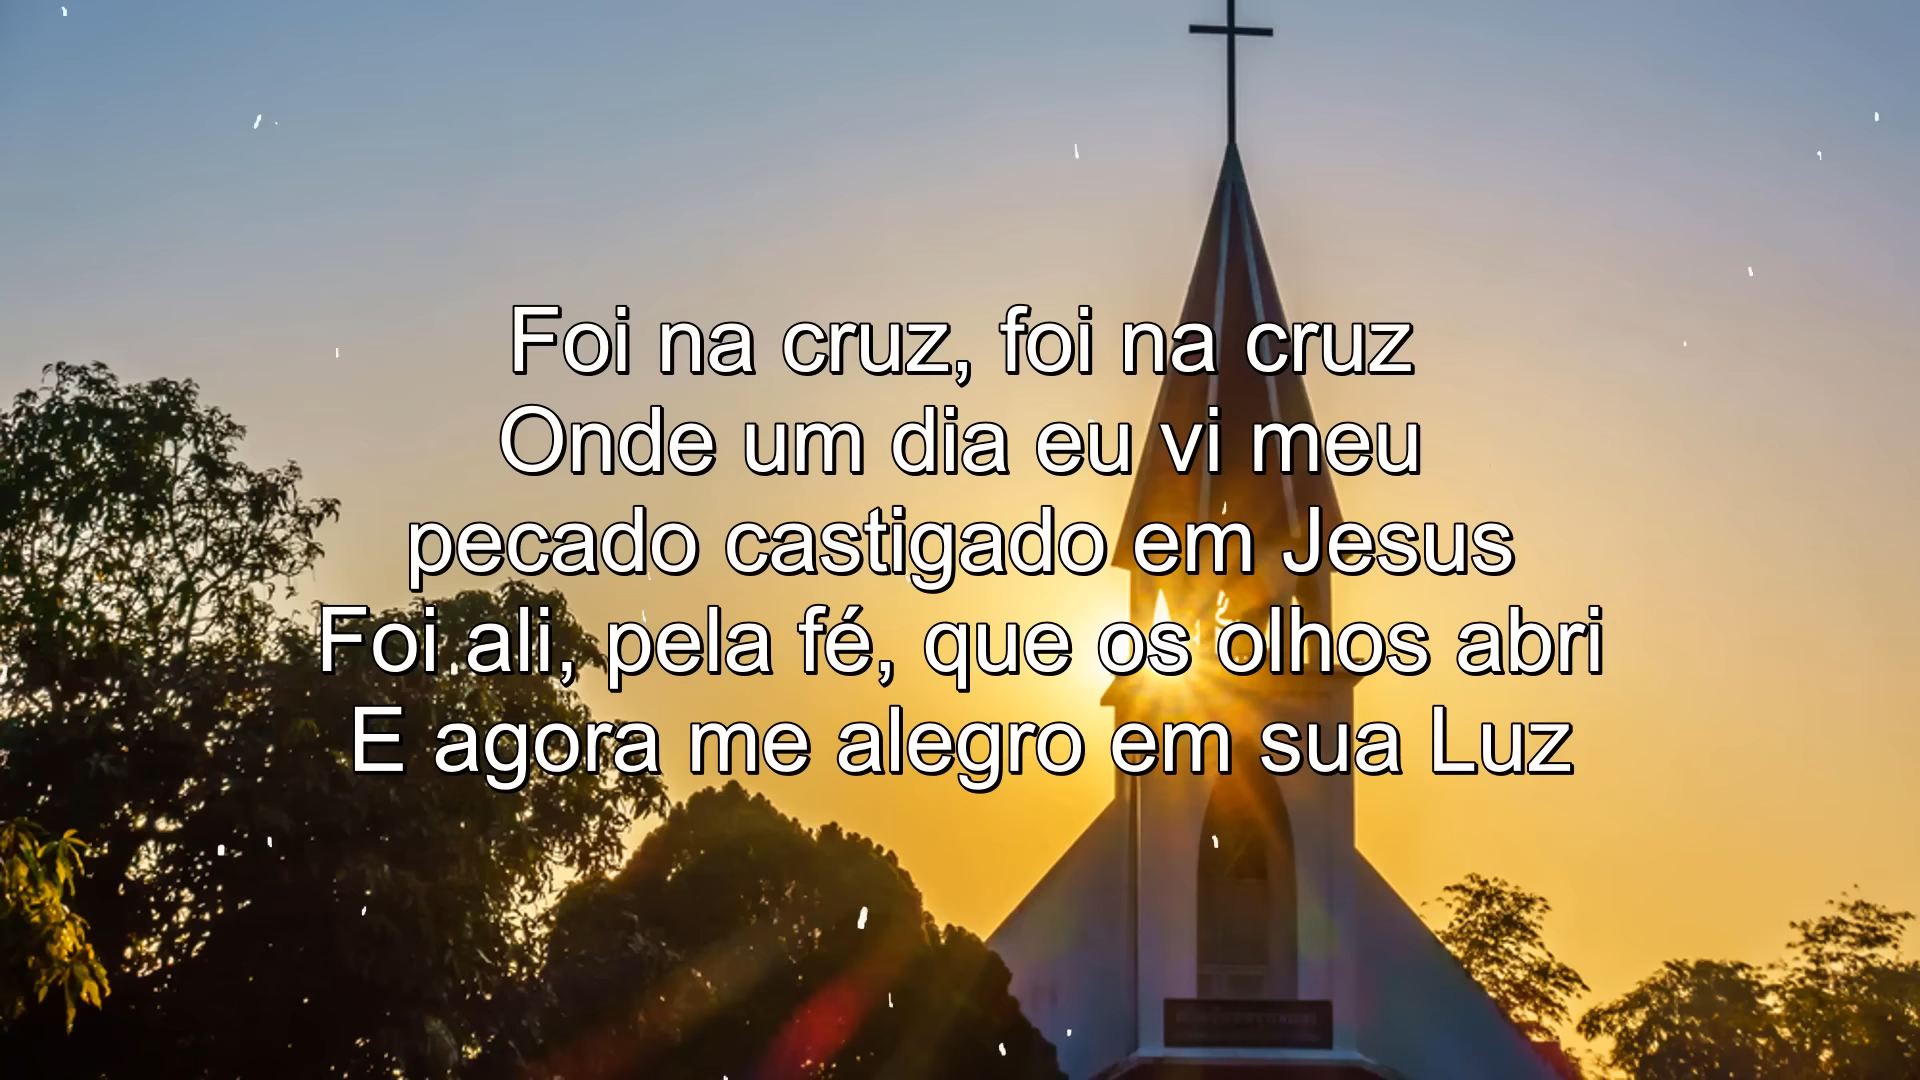 Foi na cruz, foi na cruz
Onde um dia eu vi meu
pecado castigado em Jesus
Foi ali, pela fé, que os olhos abri
E agora me alegro em sua Luz